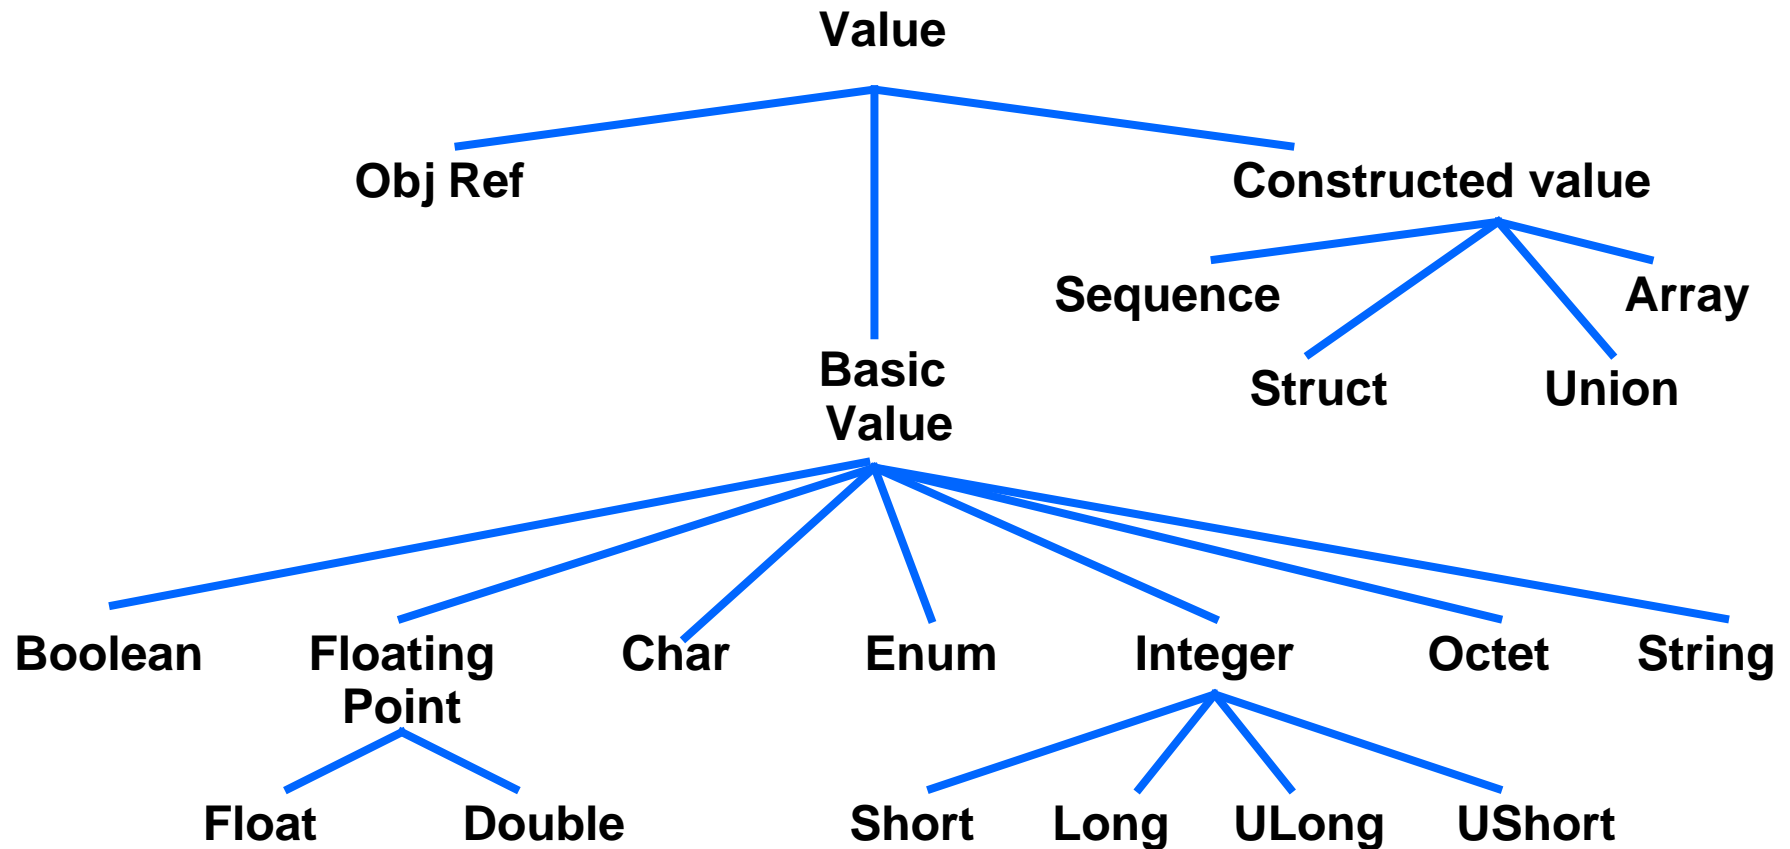 Value
Obj Ref
Constructed value
Sequence
Array
Struct
Union
Basic
Value
Boolean
Floating
Point
Char
Enum
Integer
Octet
String
Float
Double
Short
Long
ULong
UShort